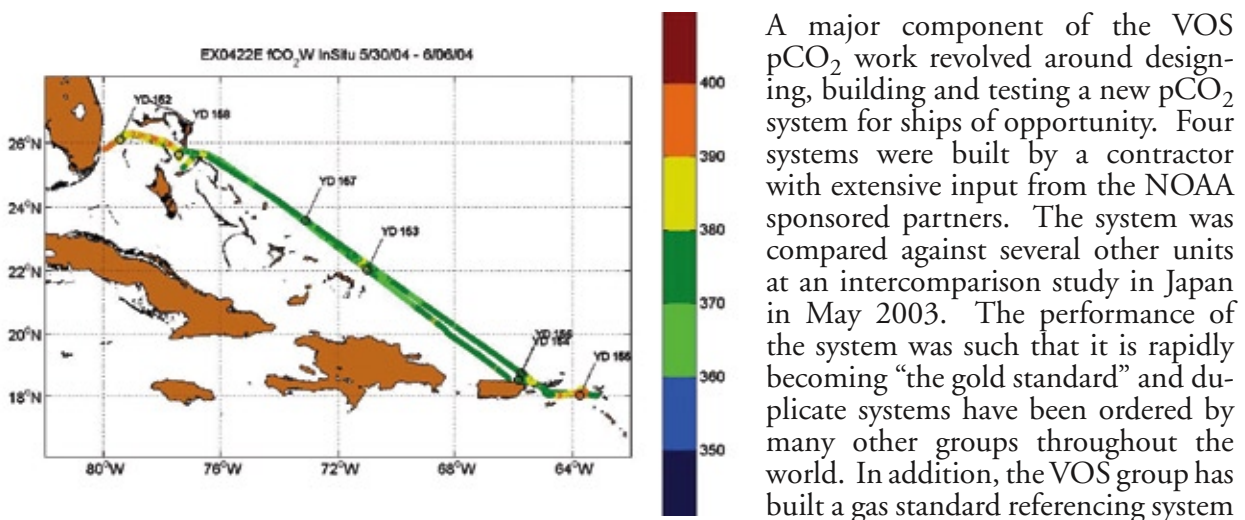 EX0422E fCO2W InSitu 5/30/04 - 6/06/04
YD 152
YD 158
YD 157
YD 153
YD 155
YD 154
YD 155
26°N
24°N
22°N
20°N
18°N
80°W
76°W
72°W
68°W
64°W
400
390
380
370
360
350
A major component of the VOS
pCO2 work revolved around design-
ing, building and testing a new pCO2
system for ships of opportunity. Four
systems were built by a contractor
with extensive input from the NOAA
sponsored partners. The system was
compared against several other units
at an intercomparison study in Japan
in May 2003. The performance of
the system was such that it is rapidly
becoming “the gold standard” and du-
plicate systems have been ordered by
many other groups throughout the
world. In addition, the VOS group has
built a gas standard referencing system